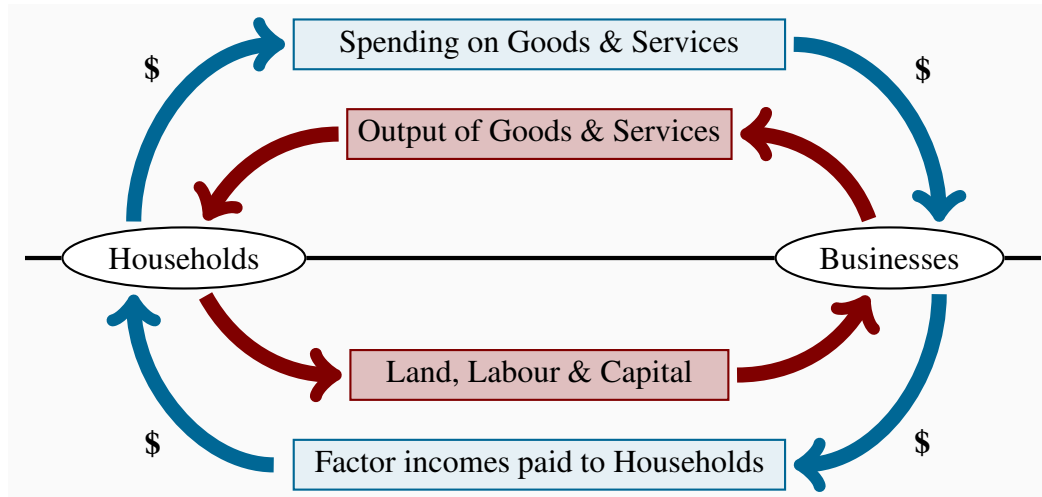 Spending on Goods & Services
$
$
Output of Goods & Services
Households
Businesses
Land, Labour & Capital
$
$
Factor incomes paid to Households